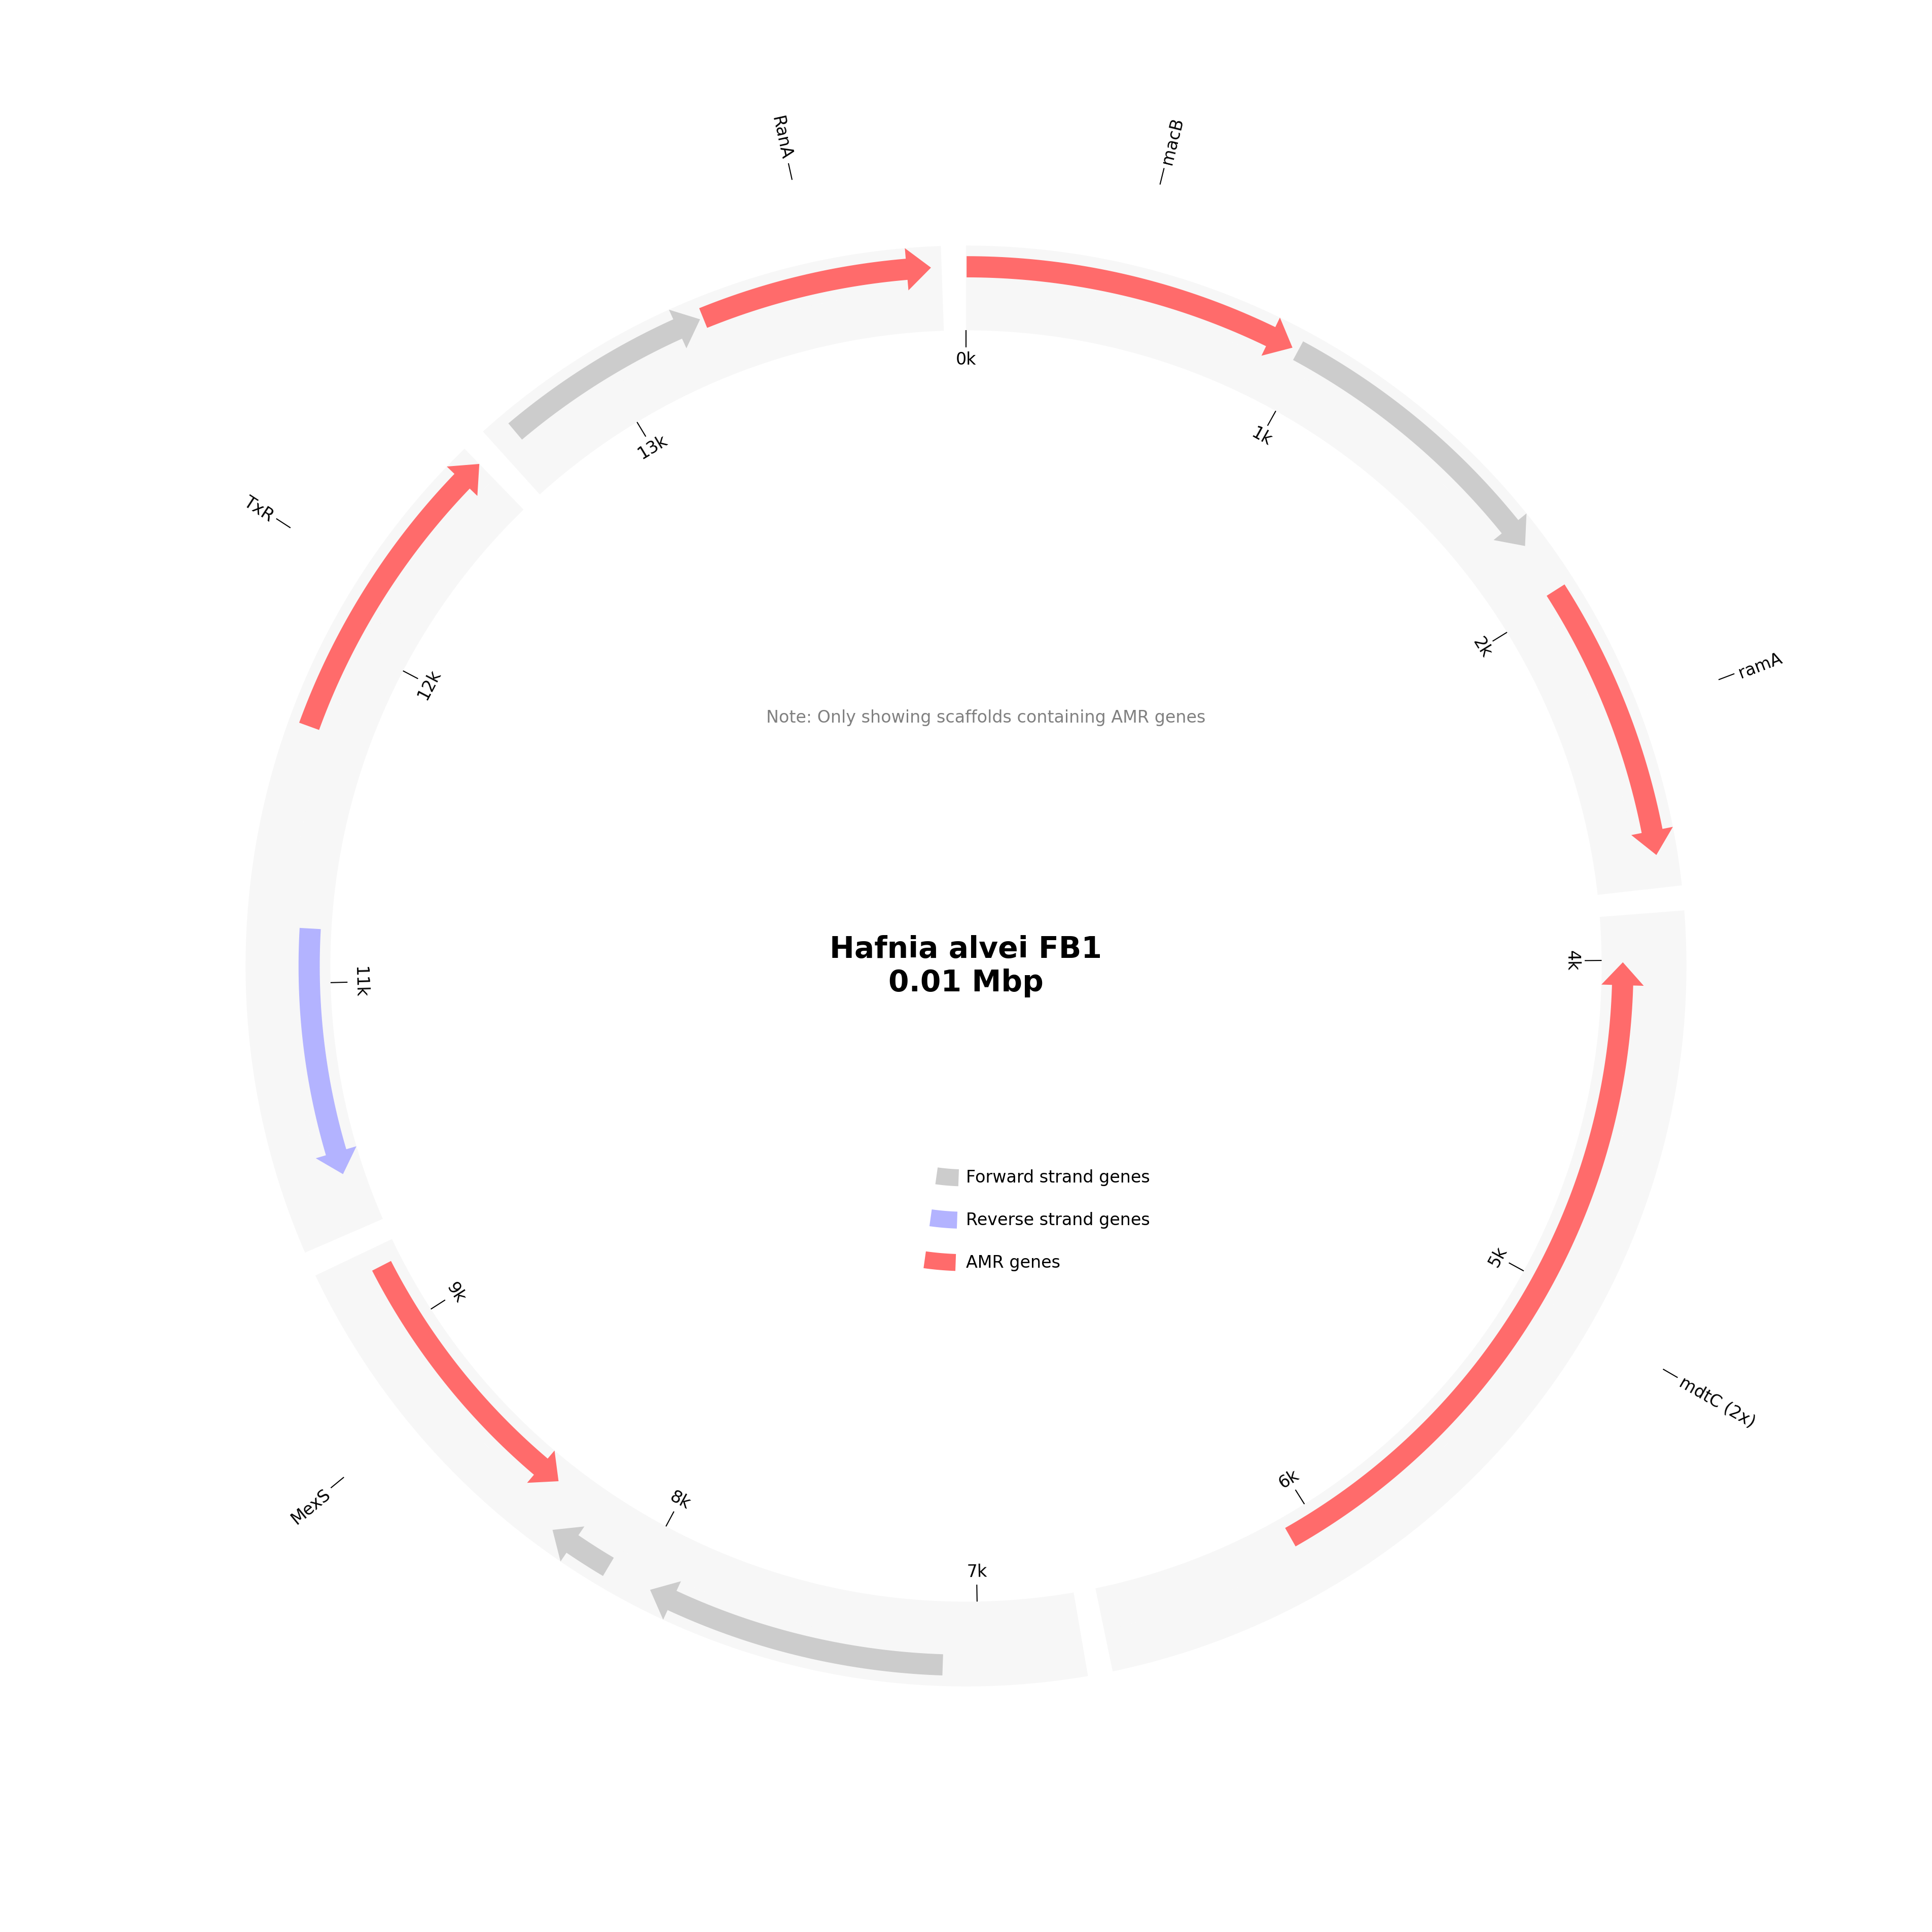 RanA
macB
TxR
ramA
0k
1k
13k
2k
12k
Note: Only showing scaffolds containing AMR genes
Hafnia alvei FB1
0.01 Mbp
4k
11k
Forward strand genes
Reverse strand genes
AMR genes
5k
9k
mdtC (2x)
6k
8k
MexS
7k